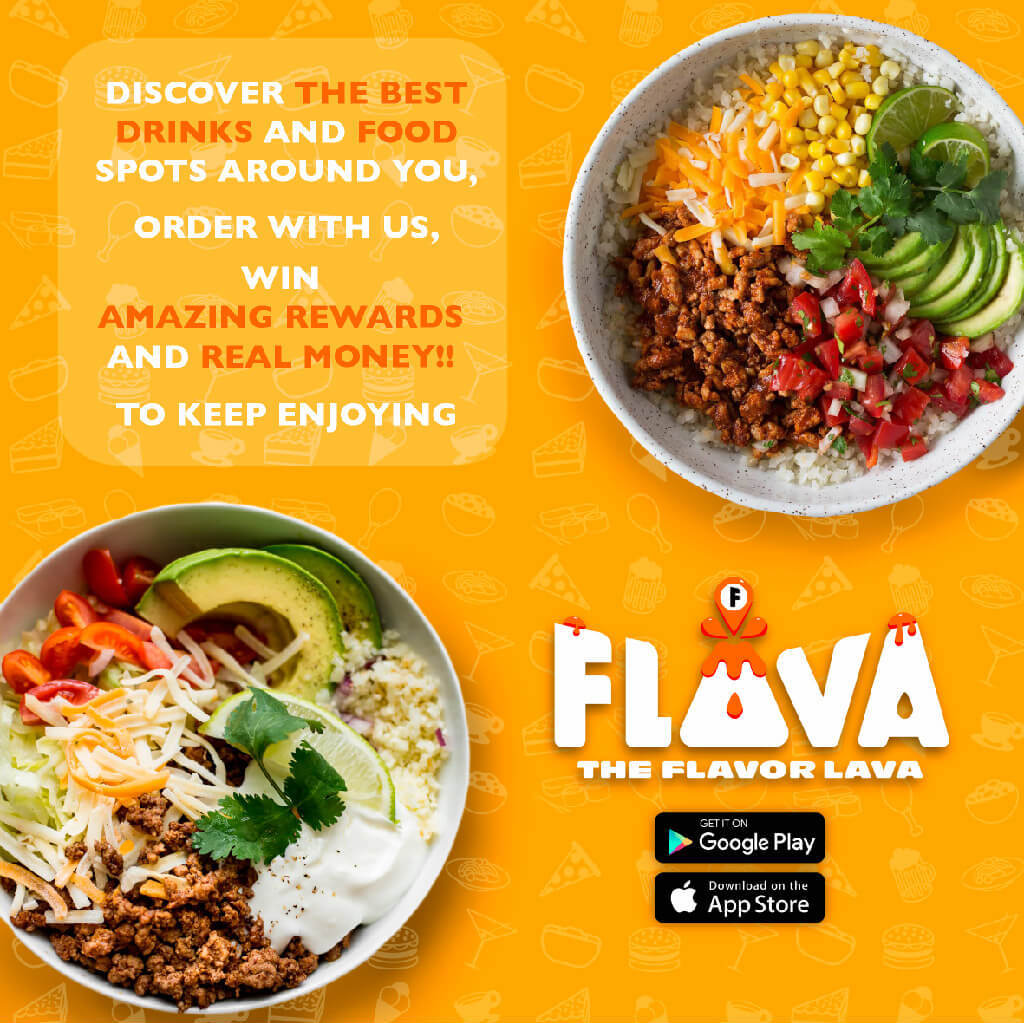 DISCOVER THE BEST
DRINKS AND FOOD
SPOTS AROUND YOU,
ORDER WITH US,
WIN
AMAZING REWARDS
AND REAL MONEY!!
TO KEEP ENJOYING
F
FLAVA
THE FLAVOR LAVA
GET IT ON
Google Play
Download on the
App Store